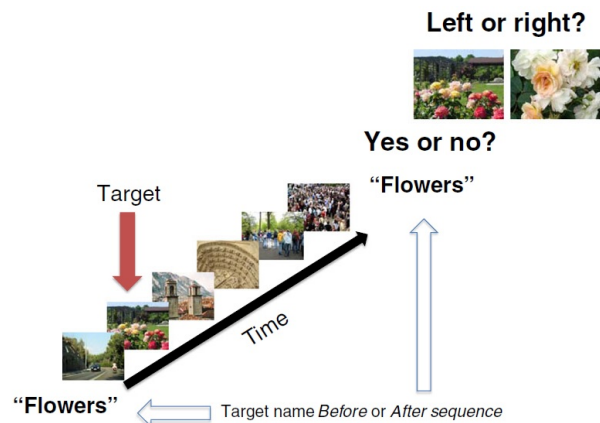 Left or right?
Yes or no?
“Flowers”
Target
Time
“Flowers”
Target name Before or After sequence